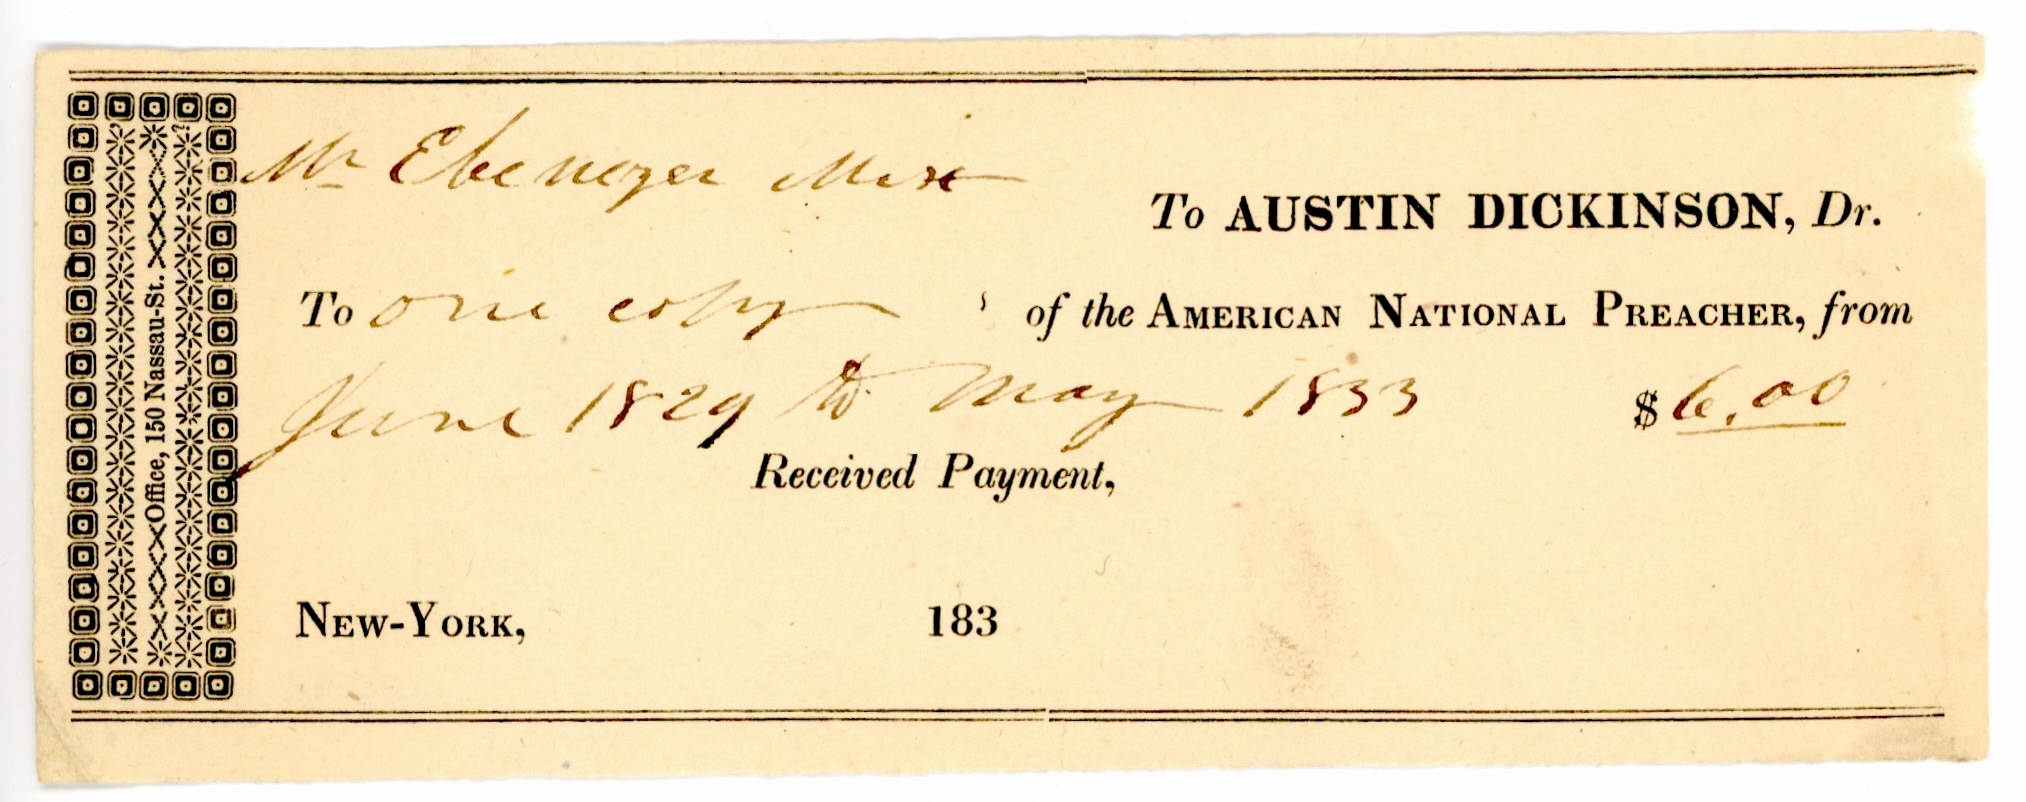 Mr Ebenezer Mix
To AUSTIN DICKINSON, Dr.
To one copy of the AMERICAN NATIONAL PREACHER, from
June 1829 to May 1833 $6.00
Received Payment,
NEW-YORK, 183
Office, 150 Nassau-St.